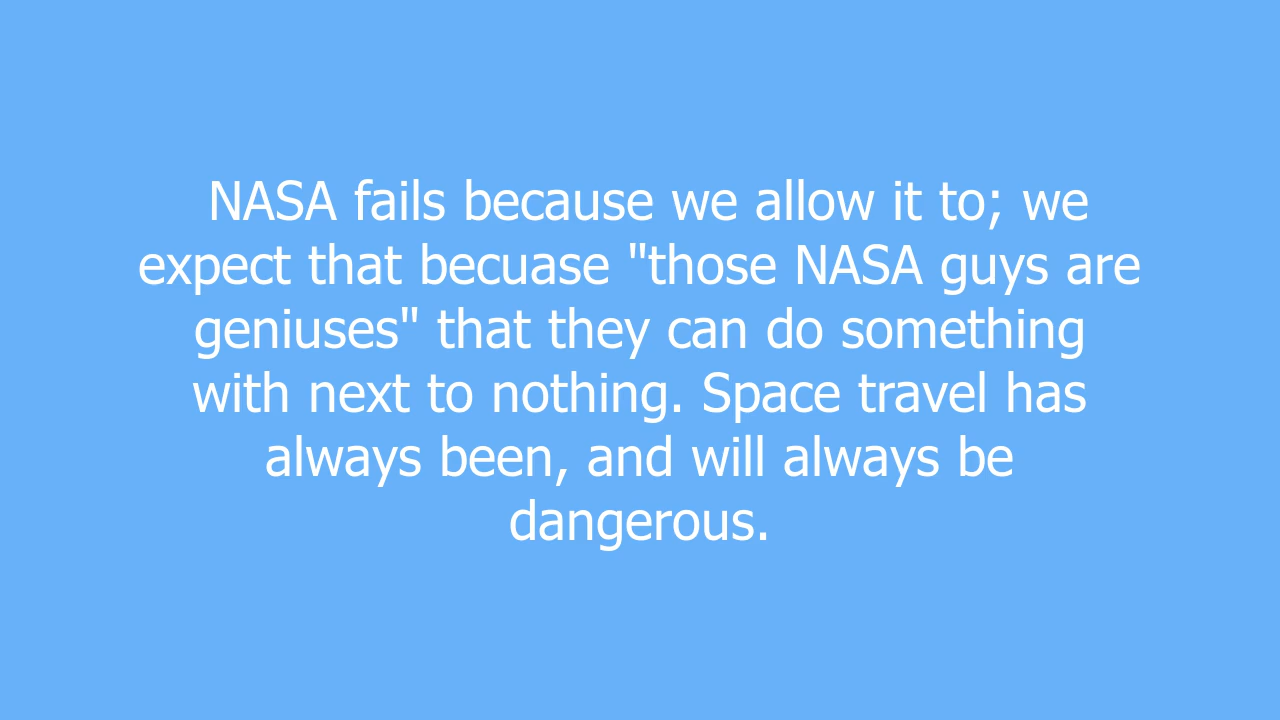 NASA fails because we allow it to; we
expect that becuase "those NASA guys are
geniuses" that they can do something
with next to nothing. Space travel has
always been, and will always be
dangerous.